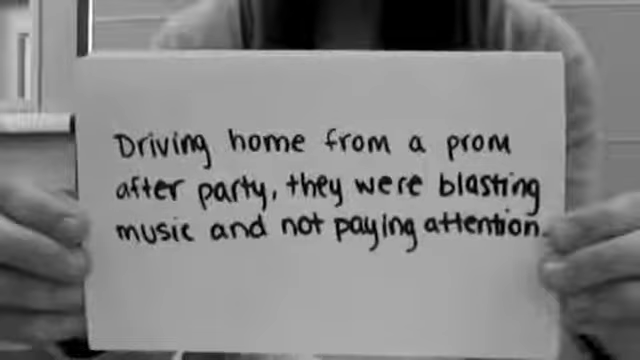 Driving home from a prom
after party, they were blasting
music and not paying attention.